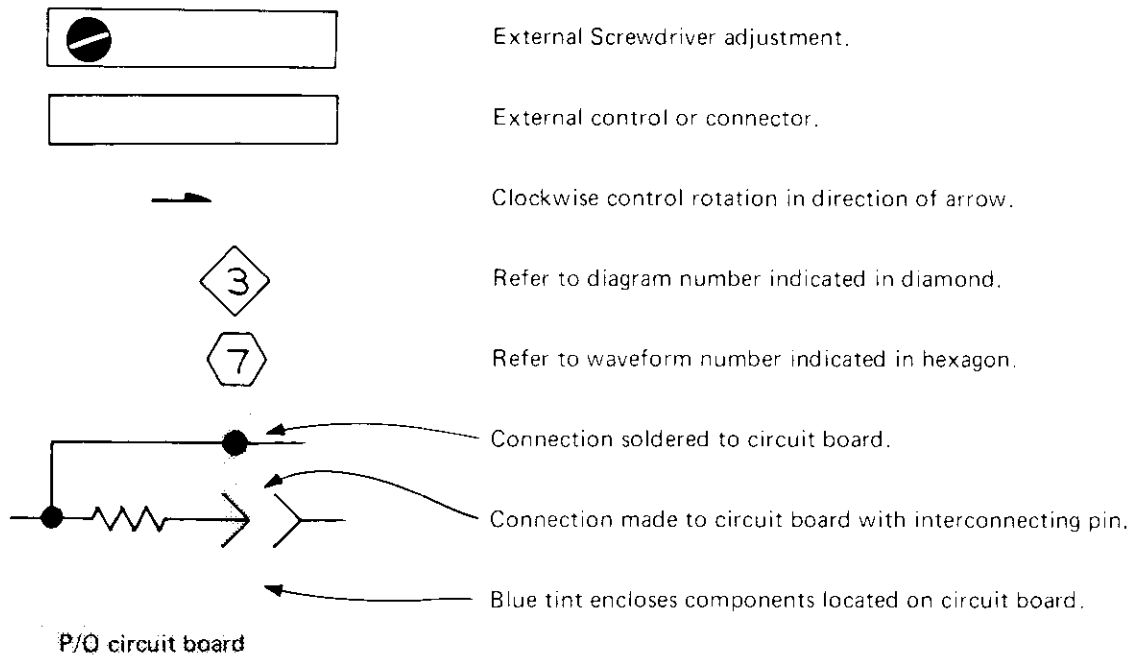 External Screwdriver adjustment.
External control or connector.
Clockwise control rotation in direction of arrow.
3
Refer to diagram number indicated in diamond.
7
Refer to waveform number indicated in hexagon.
Connection soldered to circuit board.
Connection made to circuit board with interconnecting pin.
Blue tint encloses components located on circuit board.
P/O circuit board